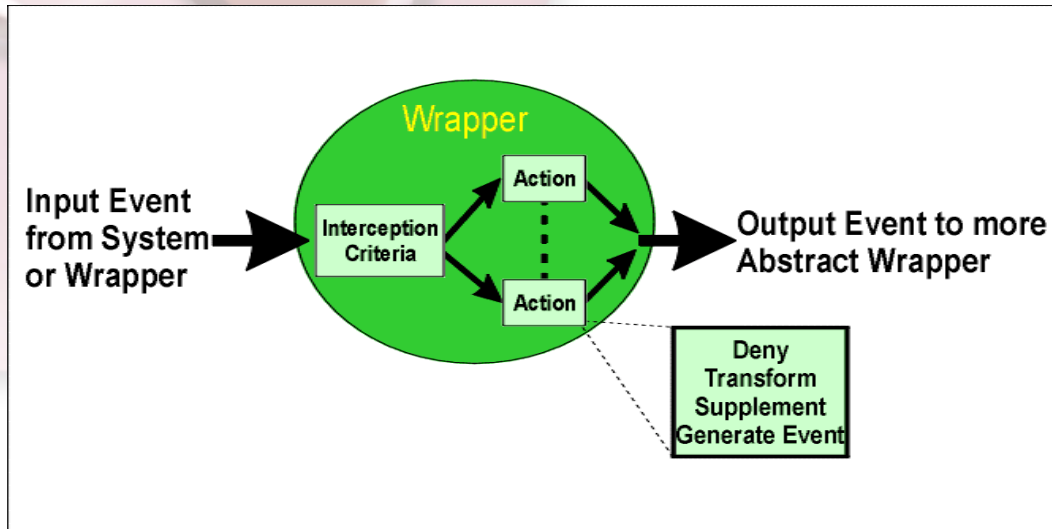 Wrapper
Input Event
from System
or Wrapper
Interception
Criteria
Action
Action
Output Event to more
Abstract Wrapper
Deny
Transform
Supplement
Generate Event